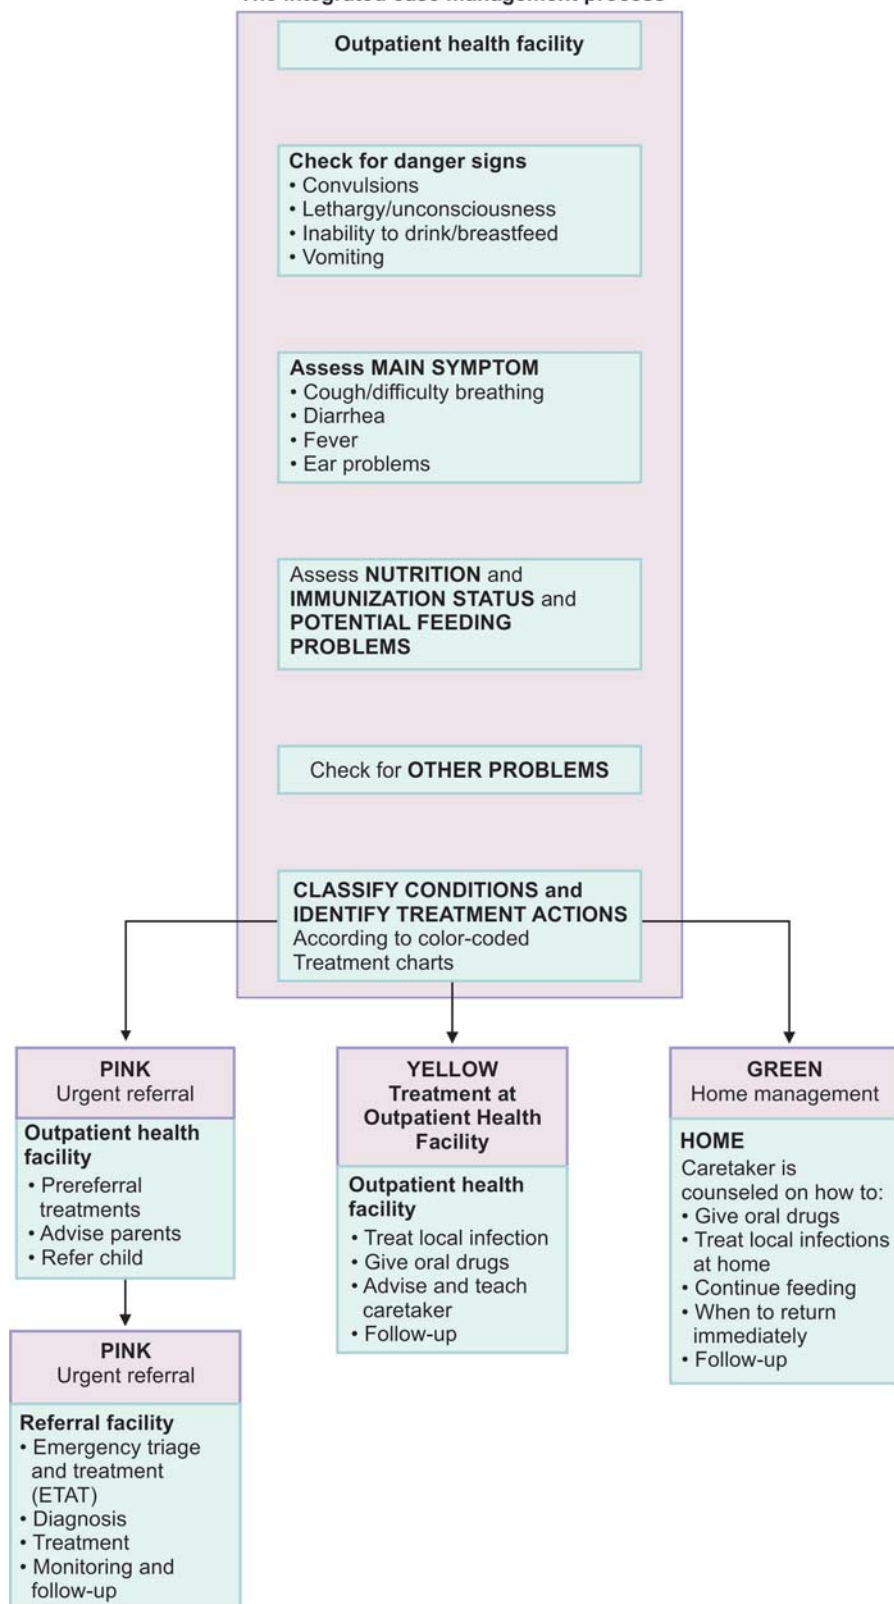 The integrated case management process
Outpatient health facility
Check for danger signs
• Convulsions
• Lethargy/unconsciousness
• Inability to drink/breastfeed
• Vomiting
Assess MAIN SYMPTOM
• Cough/difficulty breathing
• Diarrhea
• Fever
• Ear problems
Assess NUTRITION and
IMMUNIZATION STATUS and
POTENTIAL FEEDING
PROBLEMS
Check for OTHER PROBLEMS
CLASSIFY CONDITIONS and
IDENTIFY TREATMENT ACTIONS
According to color-coded
Treatment charts
PINK
Urgent referral
Outpatient health
facility
• Prereferral
treatments
• Advise parents
• Refer child
PINK
Urgent referral
Referral facility
• Emergency triage
and treatment
(ETAT)
• Diagnosis
• Treatment
• Monitoring and
follow-up
YELLOW
Treatment at
Outpatient Health
Facility
Outpatient health
facility
• Treat local infection
• Give oral drugs
• Advise and teach
caretaker
• Follow-up
GREEN
Home management
HOME
Caretaker is
counseled on how to:
• Give oral drugs
• Treat local infections
at home
• Continue feeding
• When to return
immediately
• Follow-up